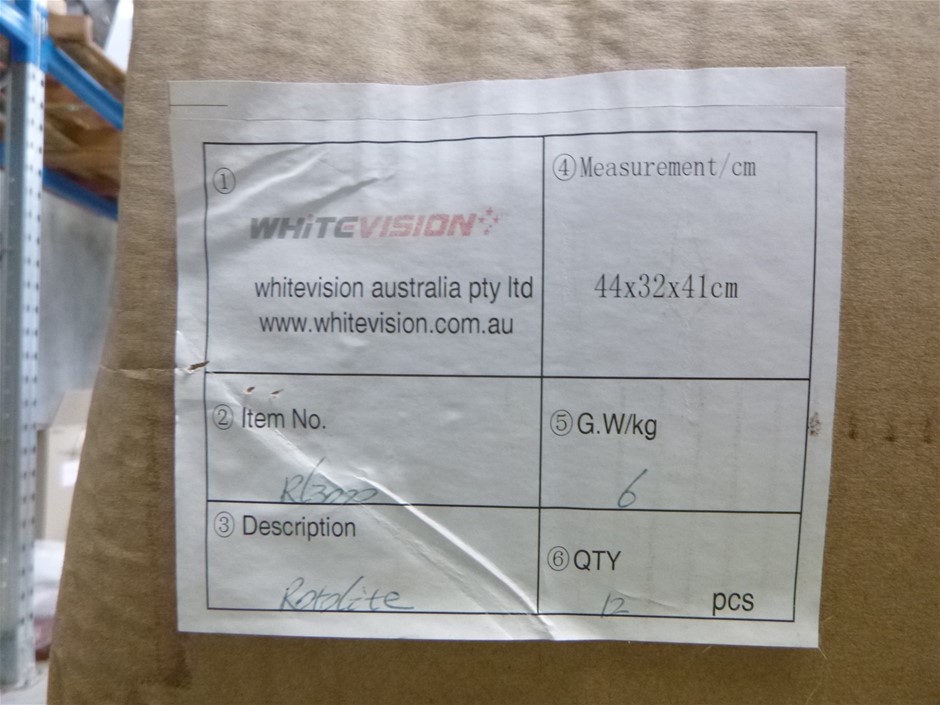 ①
WHiTEVISION
whitevision australia pty ltd
www.whitevision.com.au
④Measurement/cm
44x32x41cm
② Item No.
RL3000
⑤G.W/kg
6
③ Description
Rotolite
⑥QTY
12 pcs